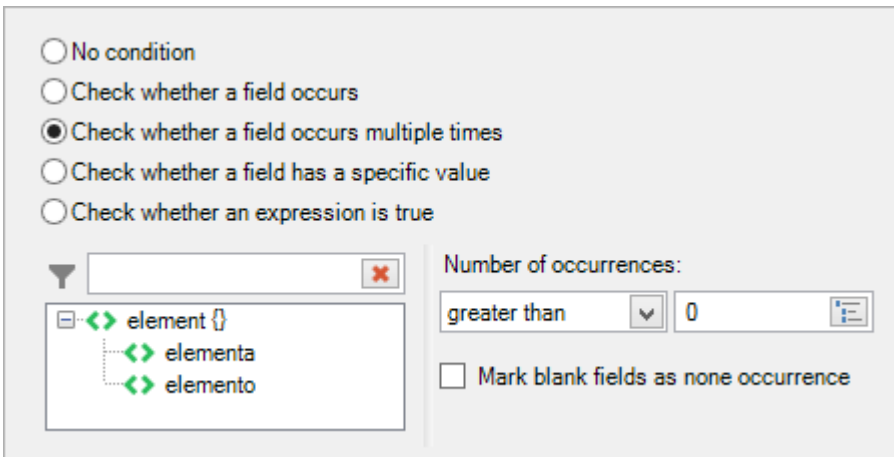 No condition
Check whether a field occurs
Check whether a field occurs multiple times
Check whether a field has a specific value
Check whether an expression is true
Number of occurrences:
greater than 0
element {}
elementa
elemento
Mark blank fields as none occurrence